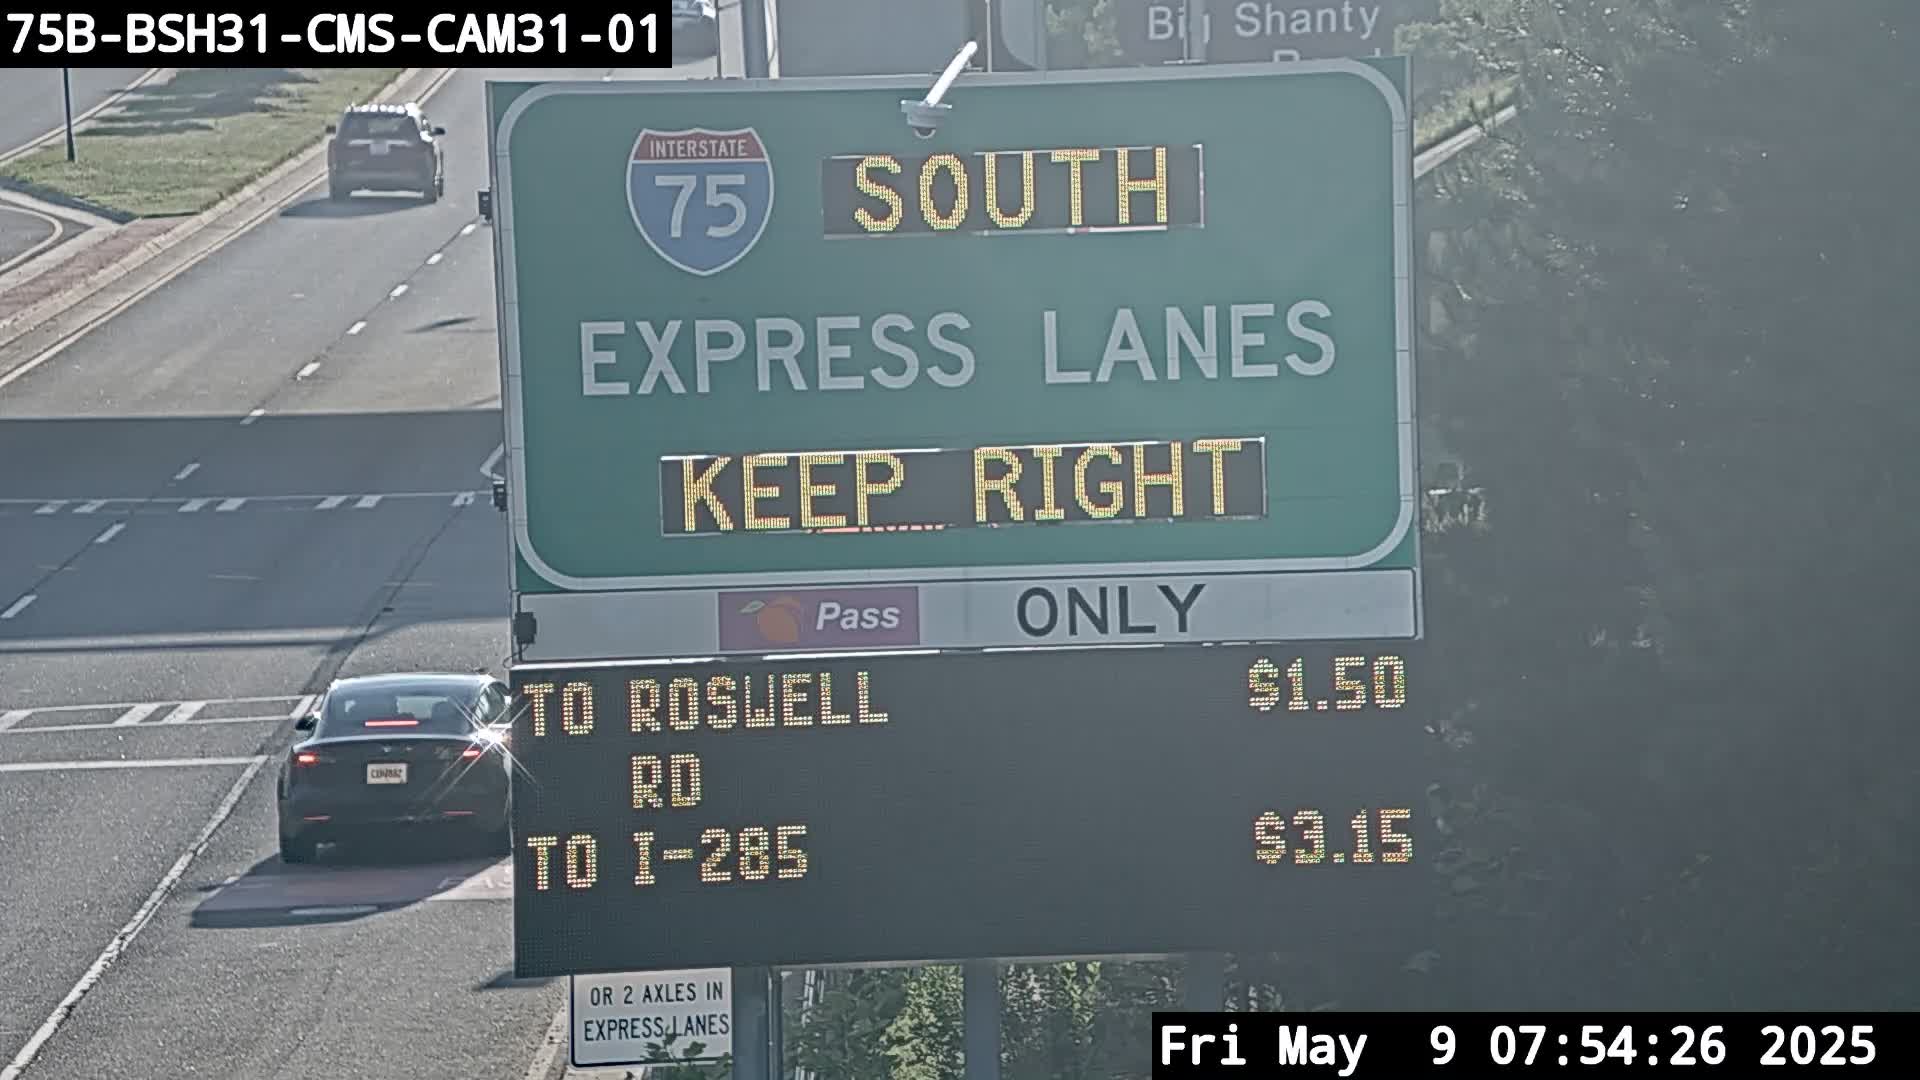 75B-BSH31-CMS-CAM31-01
Big Shanty
INTERSTATE
75
SOUTH
EXPRESS LANES
KEEP RIGHT
Pass
ONLY
TO ROSWELL $1.50
RD
TO I-285 $3.15
OR 2 AXLES IN
EXPRESS LANES
Fri May 9 07:54:26 2025